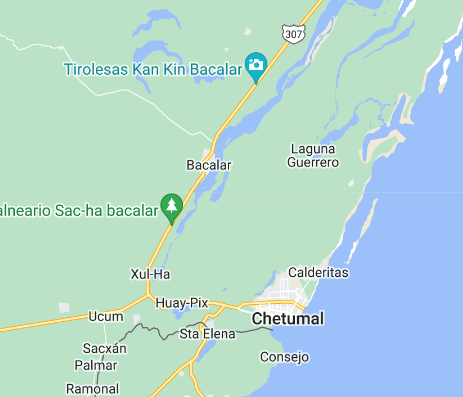 307
Tirolesas Kan Kin Bacalar
Laguna
Guerrero
Bacalar
alneario Sac-ha bacalar
Xul-Ha
Calderitas
Huay-Pix
Ucum
Chetumal
Sta Elena
Sacxán
Palmar
Consejo
Ramonal